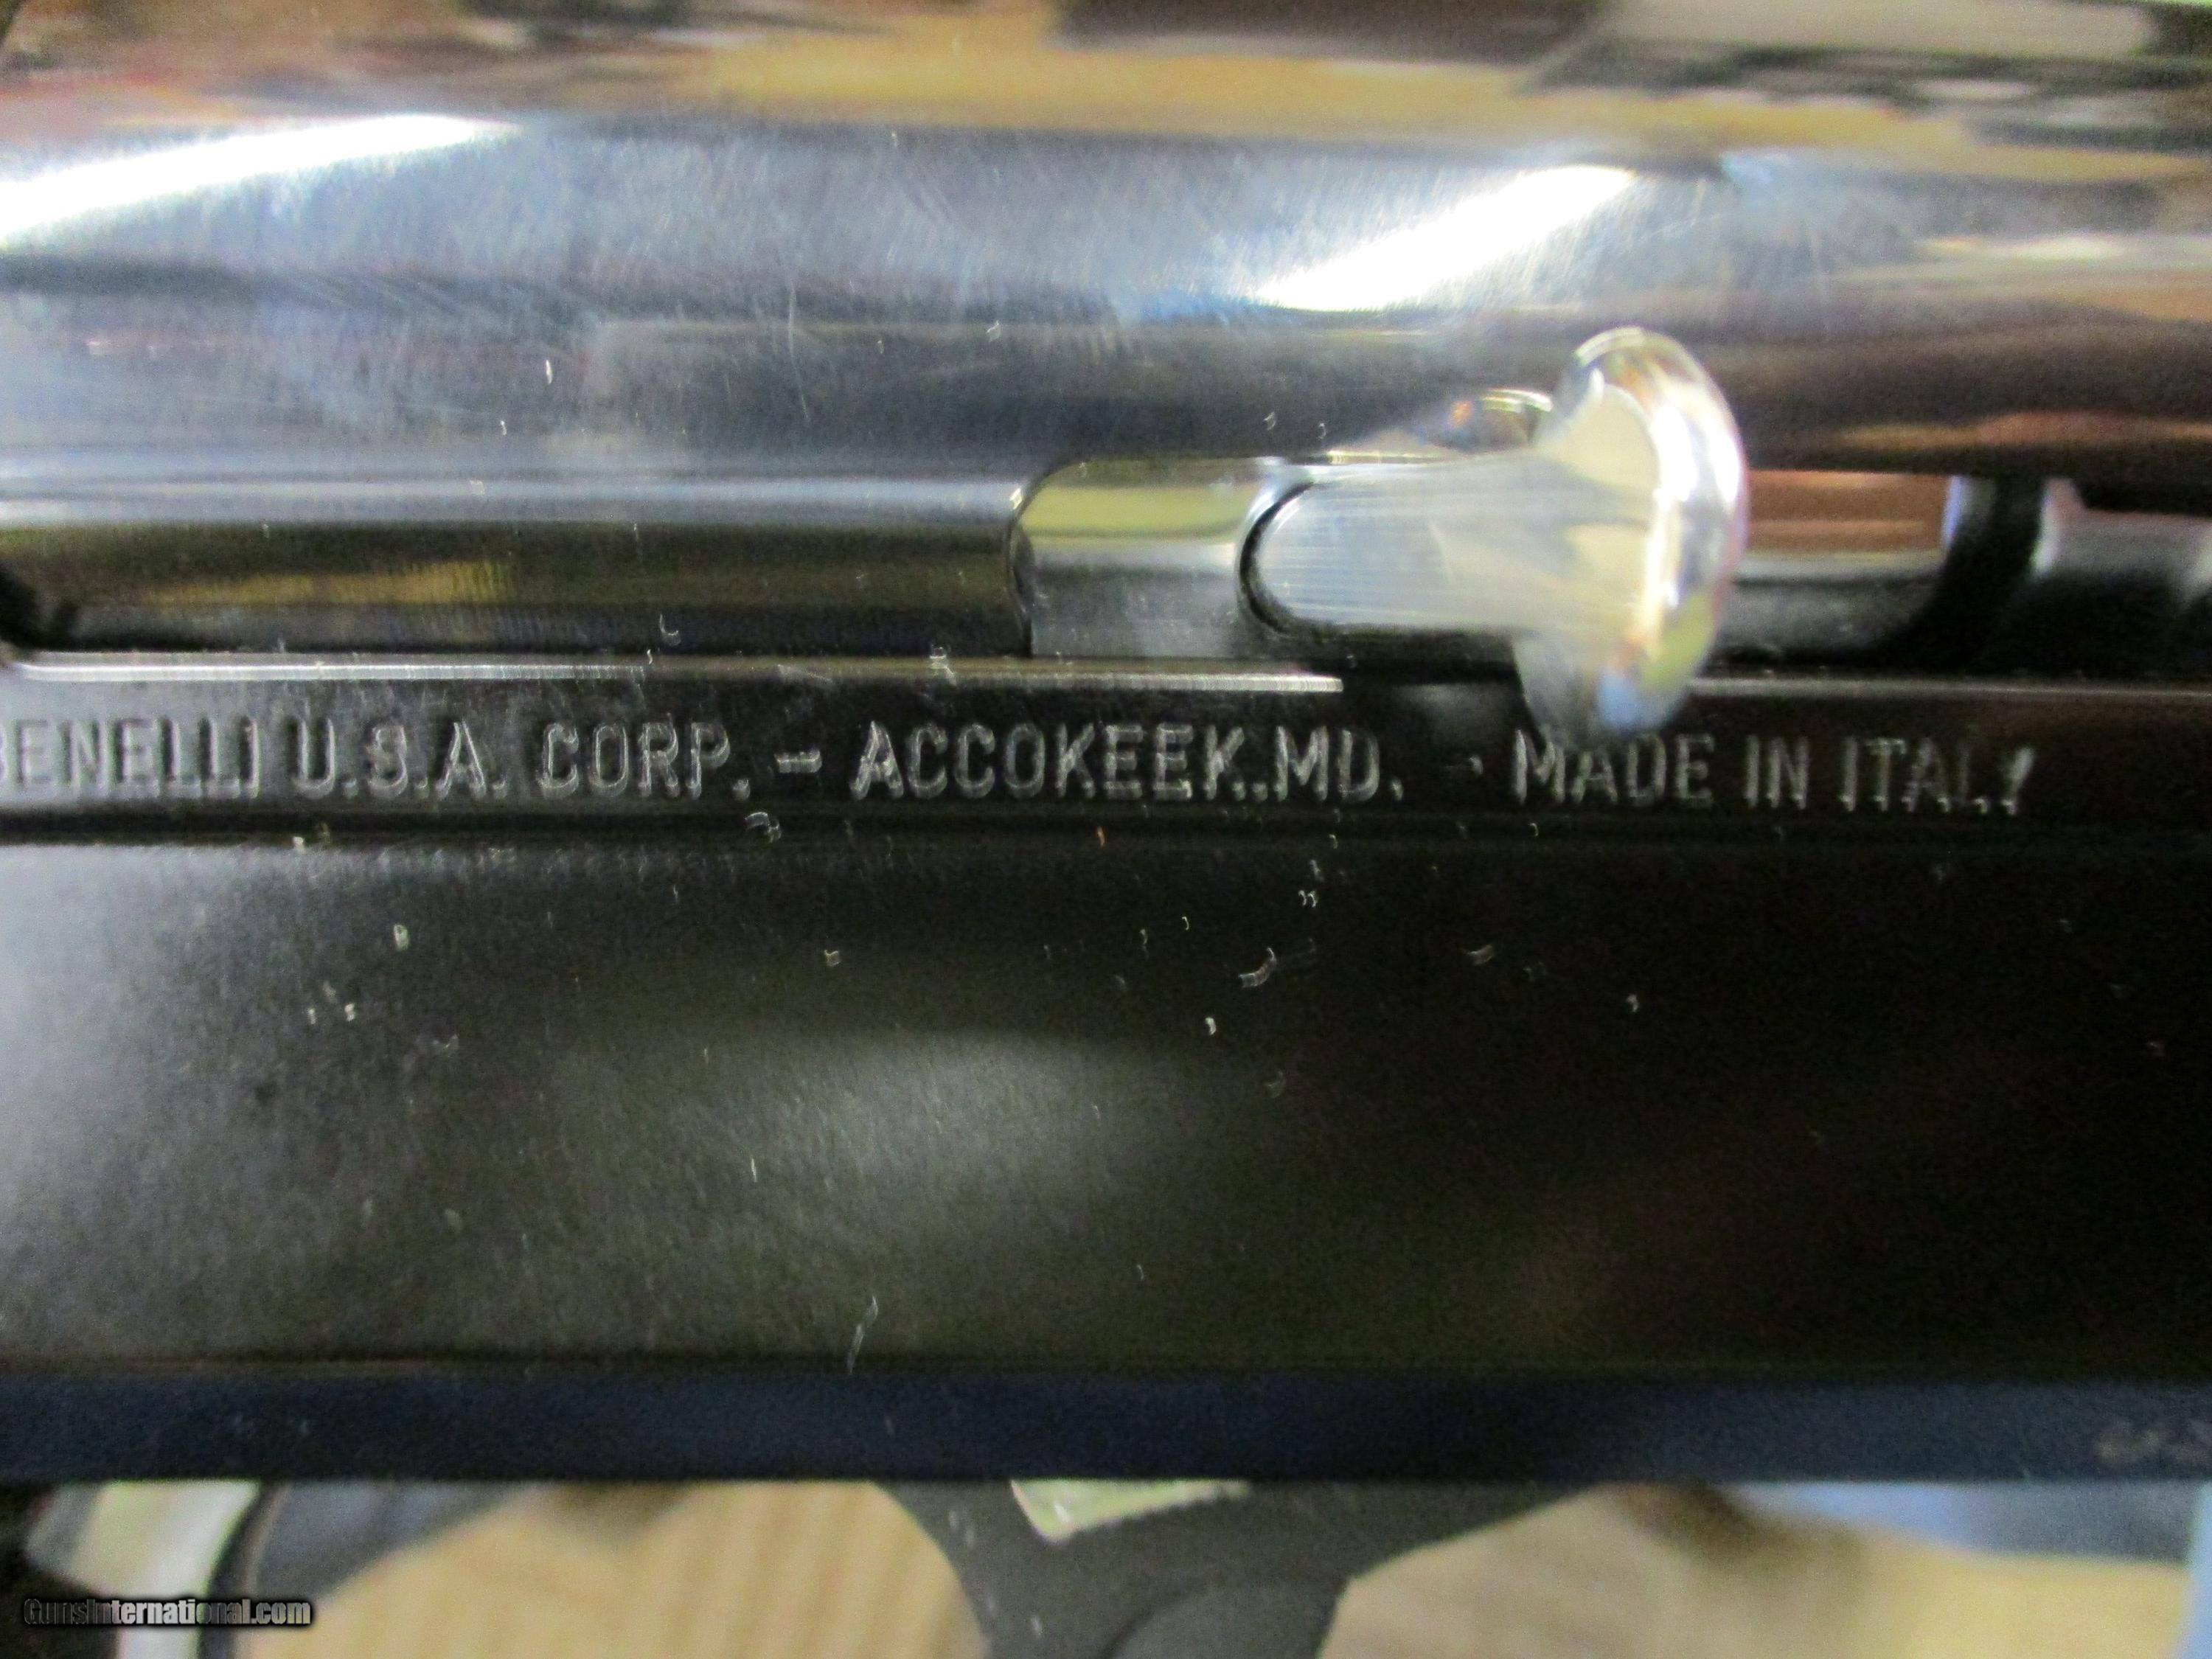 BENELLI U.S.A. CORP. - ACCOKEEK.MD. - MADE IN ITALY
GunsInternational.com